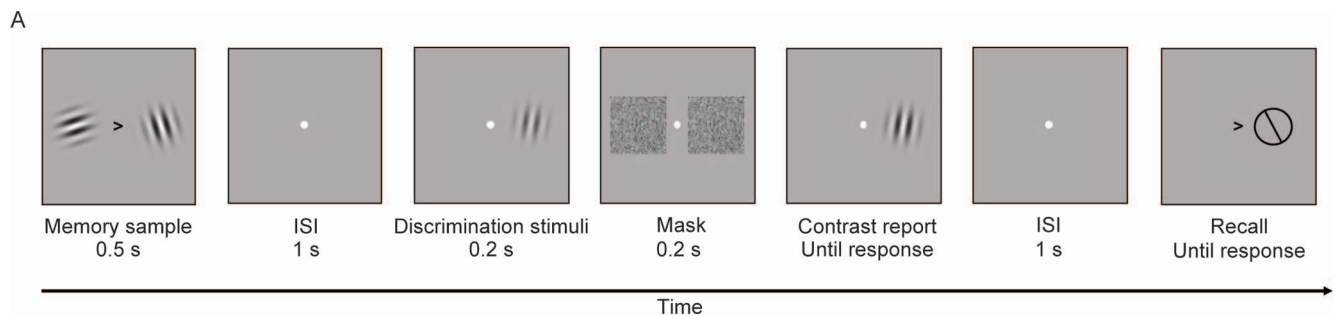 A
>
>
Memory sample
0.5 s
ISI
1 s
Discrimination stimuli
0.2 s
Mask
0.2 s
Contrast report
Until response
ISI
1 s
Recall
Until response
Time